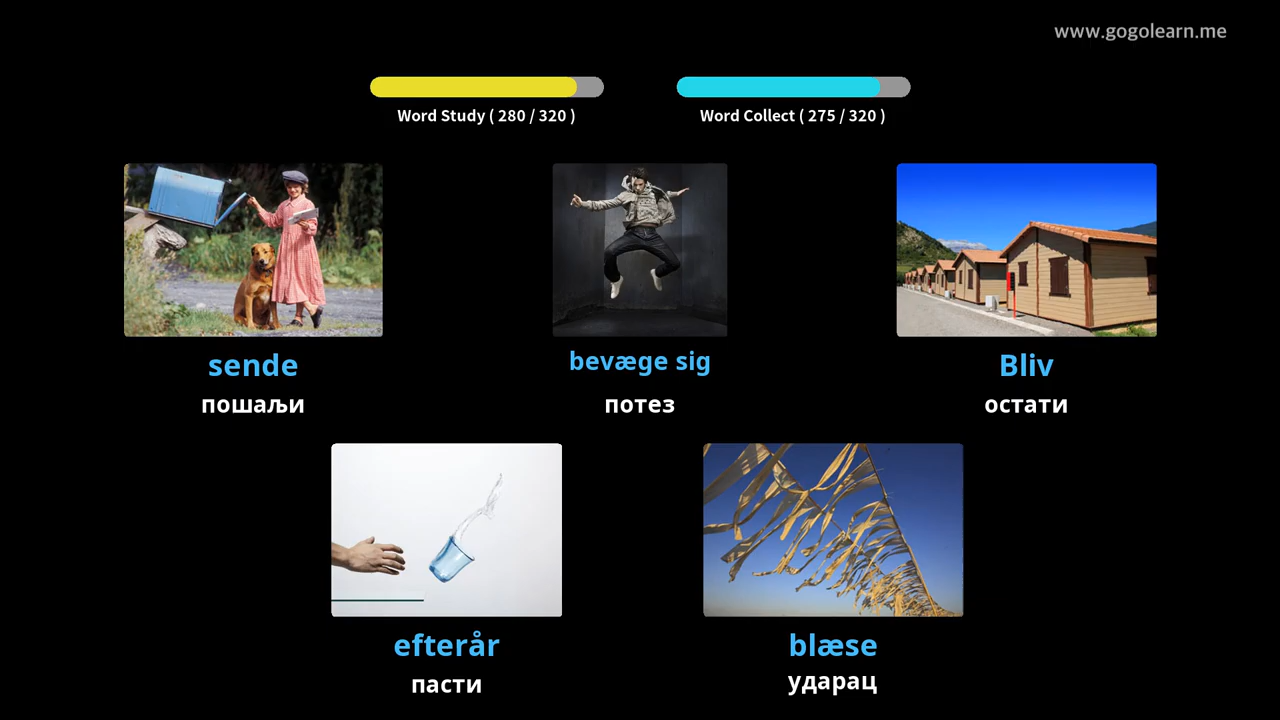 www.gogolearn.me
Word Study ( 280 / 320 )
Word Collect ( 275 / 320 )
sende
пошаљи
bevæge sig
потез
Bliv
остати
efterår
пасти
blæse
ударац